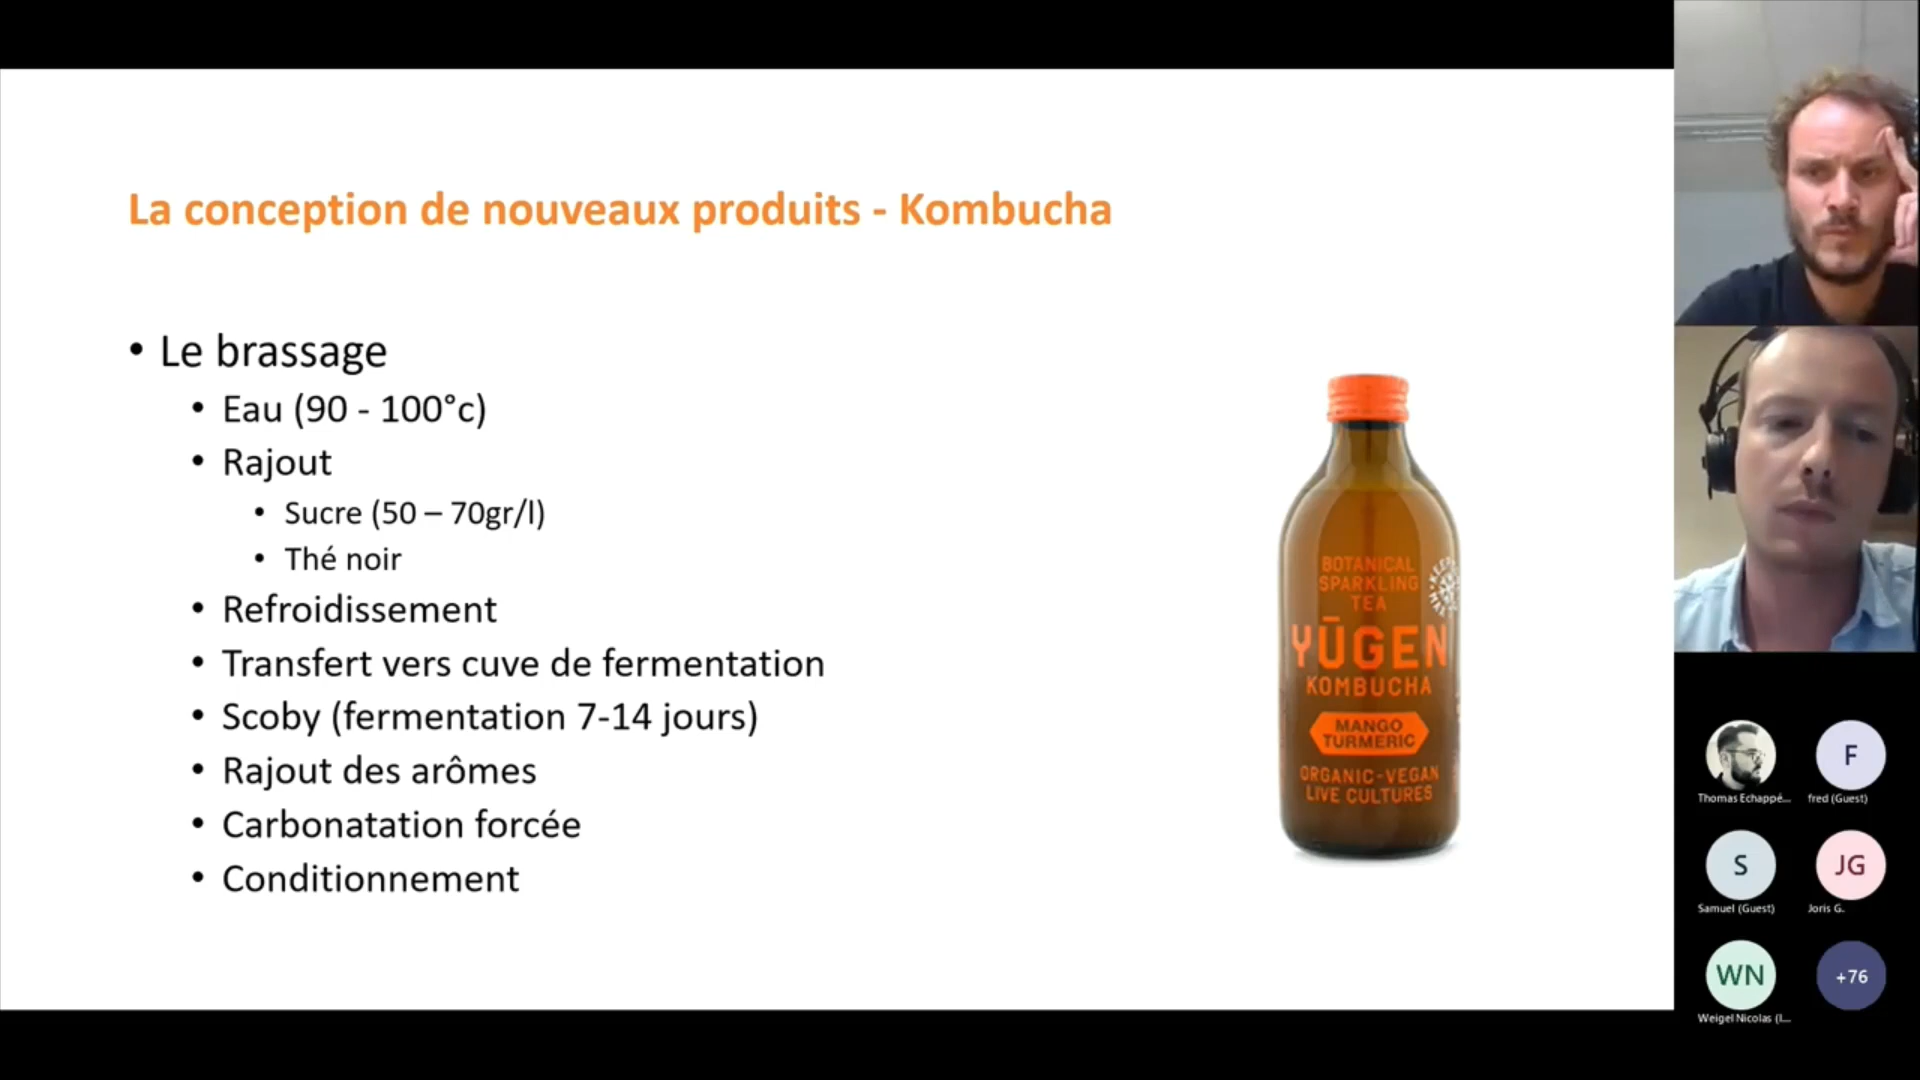 La conception de nouveaux produits - Kombucha
• Le brassage
• Eau (90 - 100°c)
• Rajout
• Sucre (50 – 70gr/l)
• Thé noir
• Refroidissement
• Transfert vers cuve de fermentation
• Scoby (fermentation 7-14 jours)
• Rajout des arômes
• Carbonatation forcée
• Conditionnement
BOTANICAL
SPARKLING
TEA
YŪGEN
KOMBUCHA
MANGO
TURMERIC
ORGANIC-VEGAN
LIVE CULTURES
Thomas Echappé...
F
fred (Guest)
S
Samuel (Guest)
JG
Joris G.
WN
Weigel Nicolas (I...
+76